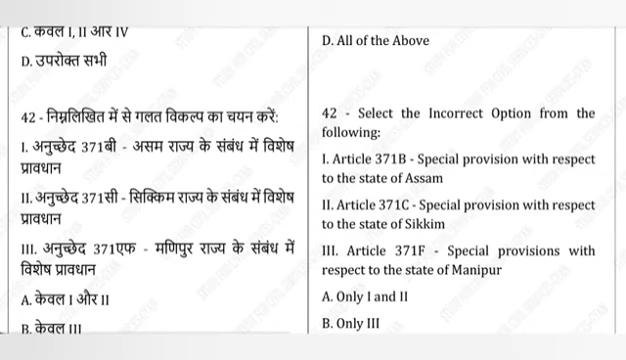 C. केवल I, II और IV
D. उपरोक्त सभी
42 - निम्नलिखित में से गलत विकल्प का चयन करें:
I. अनुच्छेद 371बी - असम राज्य के संबंध में विशेष
प्रावधान
II. अनुच्छेद 371सी - सिक्किम राज्य के संबंध में विशेष
प्रावधान
III. अनुच्छेद 371एफ - मणिपुर राज्य के संबंध में
विशेष प्रावधान
A. केवल I और II
B. केवल III
D. All of the Above
42 - Select the Incorrect Option from the
following:
I. Article 371B - Special provision with respect
to the state of Assam
II. Article 371C - Special provision with respect
to the state of Sikkim
III. Article 371F - Special provisions with
respect to the state of Manipur
A. Only I and II
B. Only III